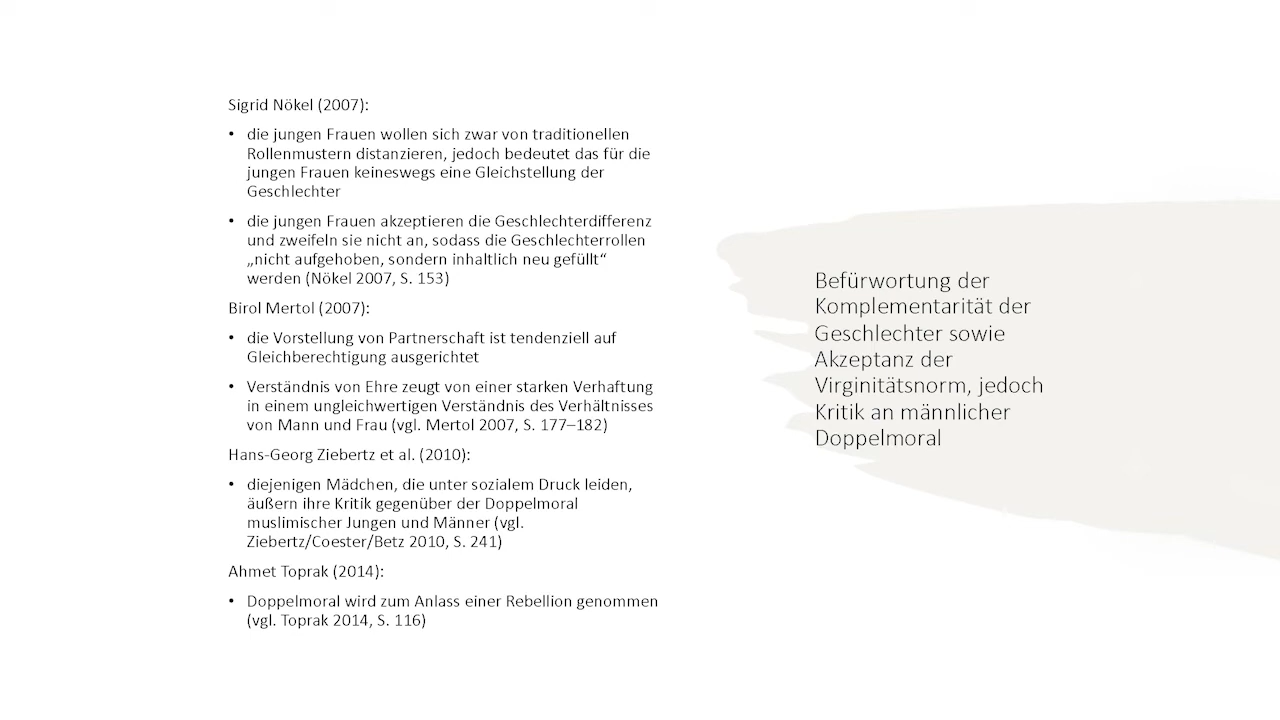 Sigrid Nökel (2007):
• die jungen Frauen wollen sich zwar von traditionellen
Rollenmustern distanzieren, jedoch bedeutet das für die
jungen Frauen keineswegs eine Gleichstellung der
Geschlechter
• die jungen Frauen akzeptieren die Geschlechterdifferenz
und zweifeln sie nicht an, sodass die Geschlechterrollen
„nicht aufgehoben, sondern inhaltlich neu gefüllt“
werden (Nökel 2007, S. 153)
Birol Mertol (2007):
• die Vorstellung von Partnerschaft ist tendenziell auf
Gleichberechtigung ausgerichtet
• Verständnis von Ehre zeugt von einer starken Verhaftung
in einem ungleichwertigen Verständnis des Verhältnisses
von Mann und Frau (vgl. Mertol 2007, S. 177–182)
Hans-Georg Ziebertz et al. (2010):
• diejenigen Mädchen, die unter sozialem Druck leiden,
äußern ihre Kritik gegenüber der Doppelmoral
muslimischer Jungen und Männer (vgl.
Ziebertz/Coester/Betz 2010, S. 241)
Ahmet Toprak (2014):
• Doppelmoral wird zum Anlass einer Rebellion genommen
(vgl. Toprak 2014, S. 116)
Befürwortung der
Komplementarität der
Geschlechter sowie
Akzeptanz der
Virginitätsnorm, jedoch
Kritik an männlicher
Doppelmoral